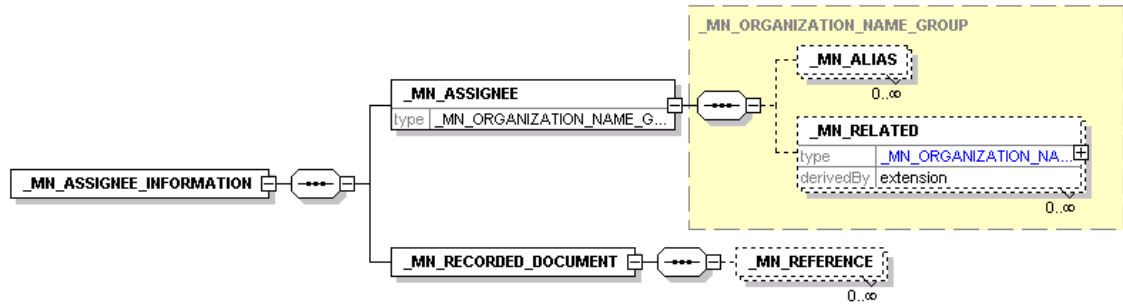 _MN_ORGANIZATION_NAME_GROUP
_MN_ALIAS
0..∞
_MN_ASSIGNEE
type _MN_ORGANIZATION_NAME_G...
_MN_RELATED
type _MN_ORGANIZATION_NA...
derivedBy extension
0..∞
_MN_ASSIGNEE_INFORMATION
_MN_RECORDED_DOCUMENT
_MN_REFERENCE
0..∞